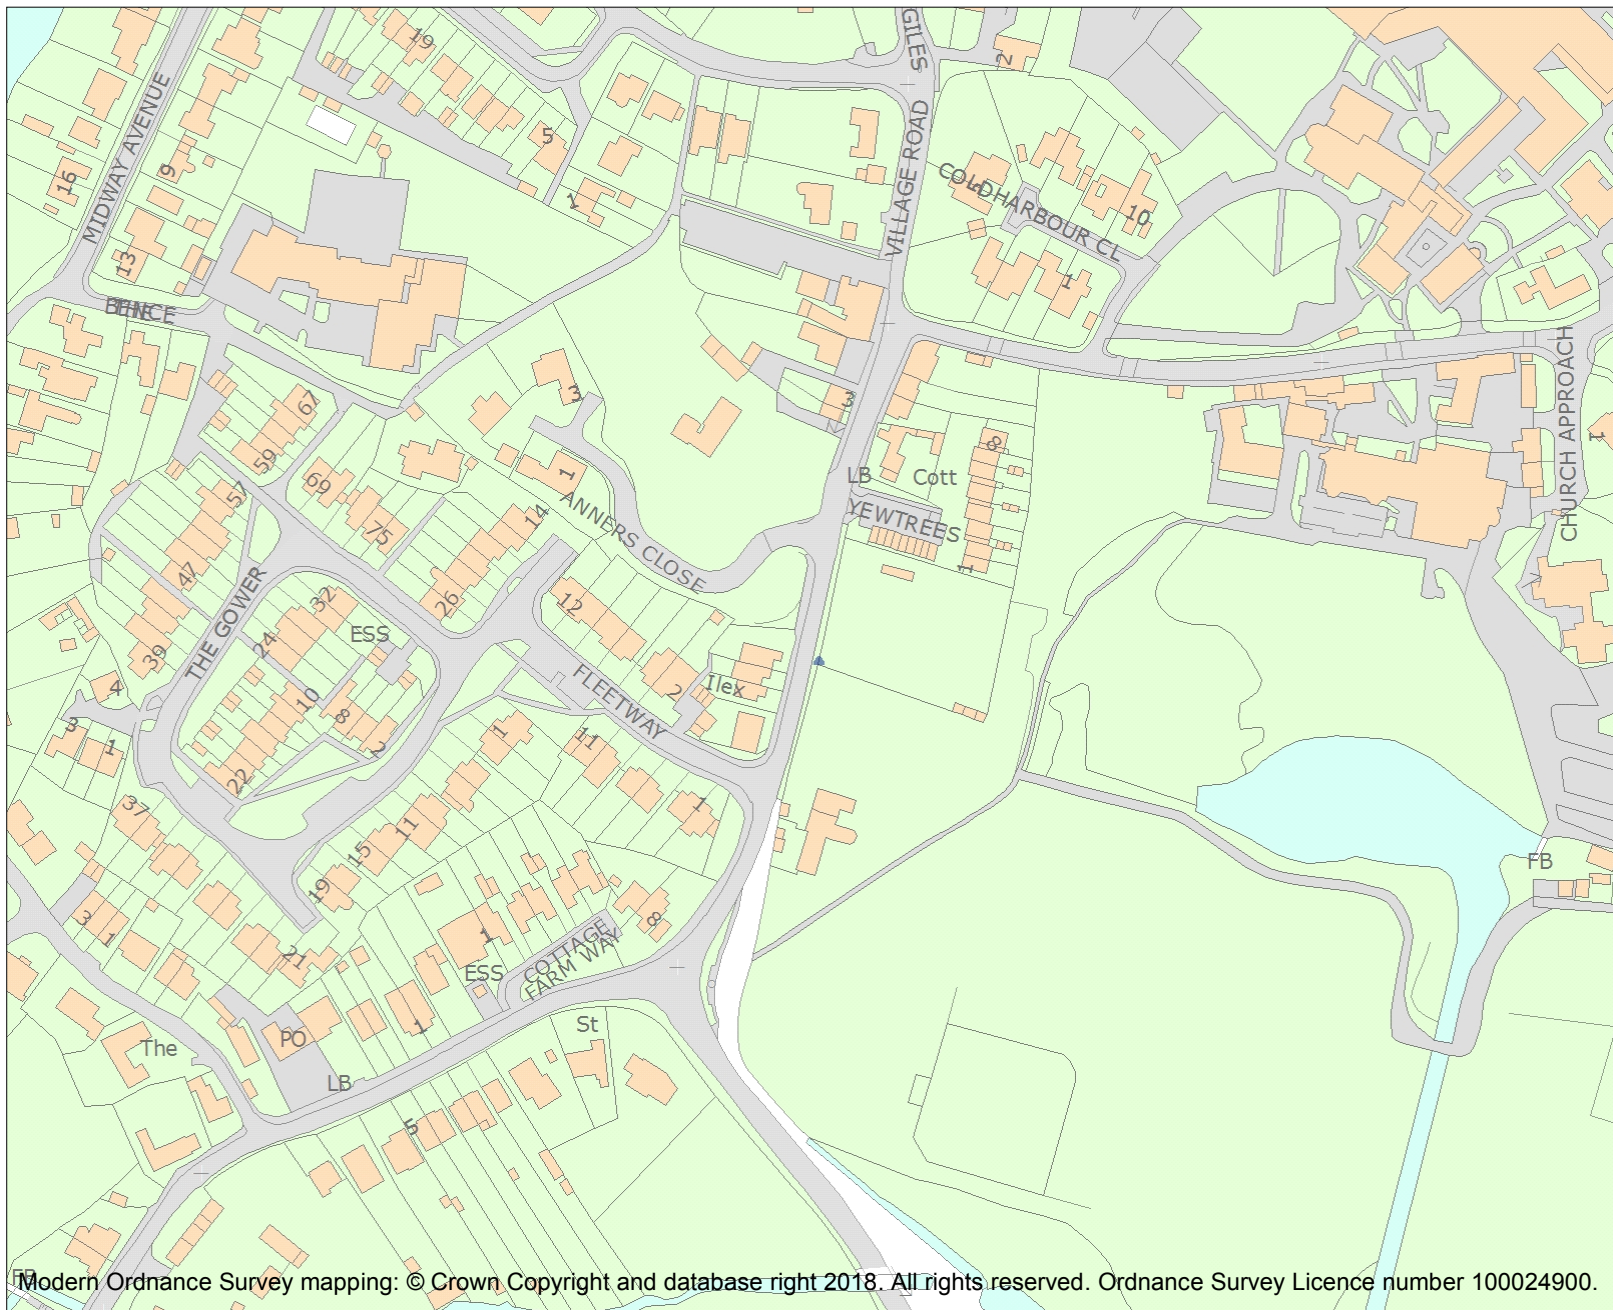 GILES
2
19
MIDWAY AVENUE
5
VILLAGE ROAD
9
16
1
COLDHARBOUR CL
10
13
1
THE
BENCE
CHURCH APPROACH
3
3
67
1
8
59
LB
Cott
69
1
57
ANNERS CLOSE
14
YEWTREES
75
1
47
THE GOWER
32
26
12
24
ESS
39
4
10
FLEETWAY
2
Ilex
8
3
1
2
1
11
22
37
1
11
15
FB
19
3
1
8
1
COTTAGE
FARM WAY
21
ESS
1
St
PO
The
LB
5
FB
Modern Ordnance Survey mapping: © Crown Copyright and database right 2018. All rights reserved. Ordnance Survey Licence number 100024900.